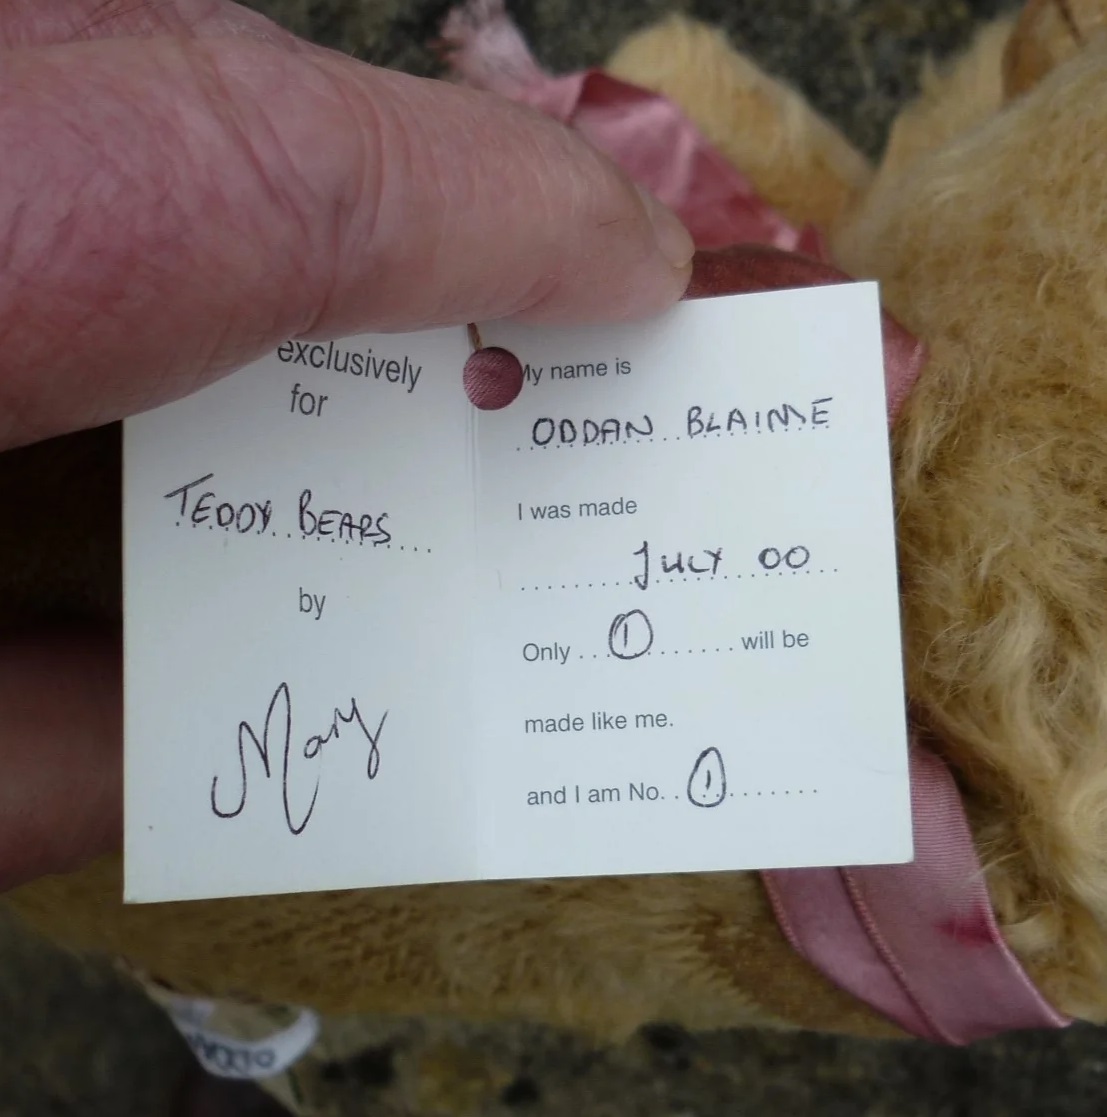 exclusively
for
TEDDY BEARS
by
Mary
My name is
ODDAN BLAIME
I was made
JULY 00
Only ... 1 ....... will be
made like me.
and I am No. . 1 .......